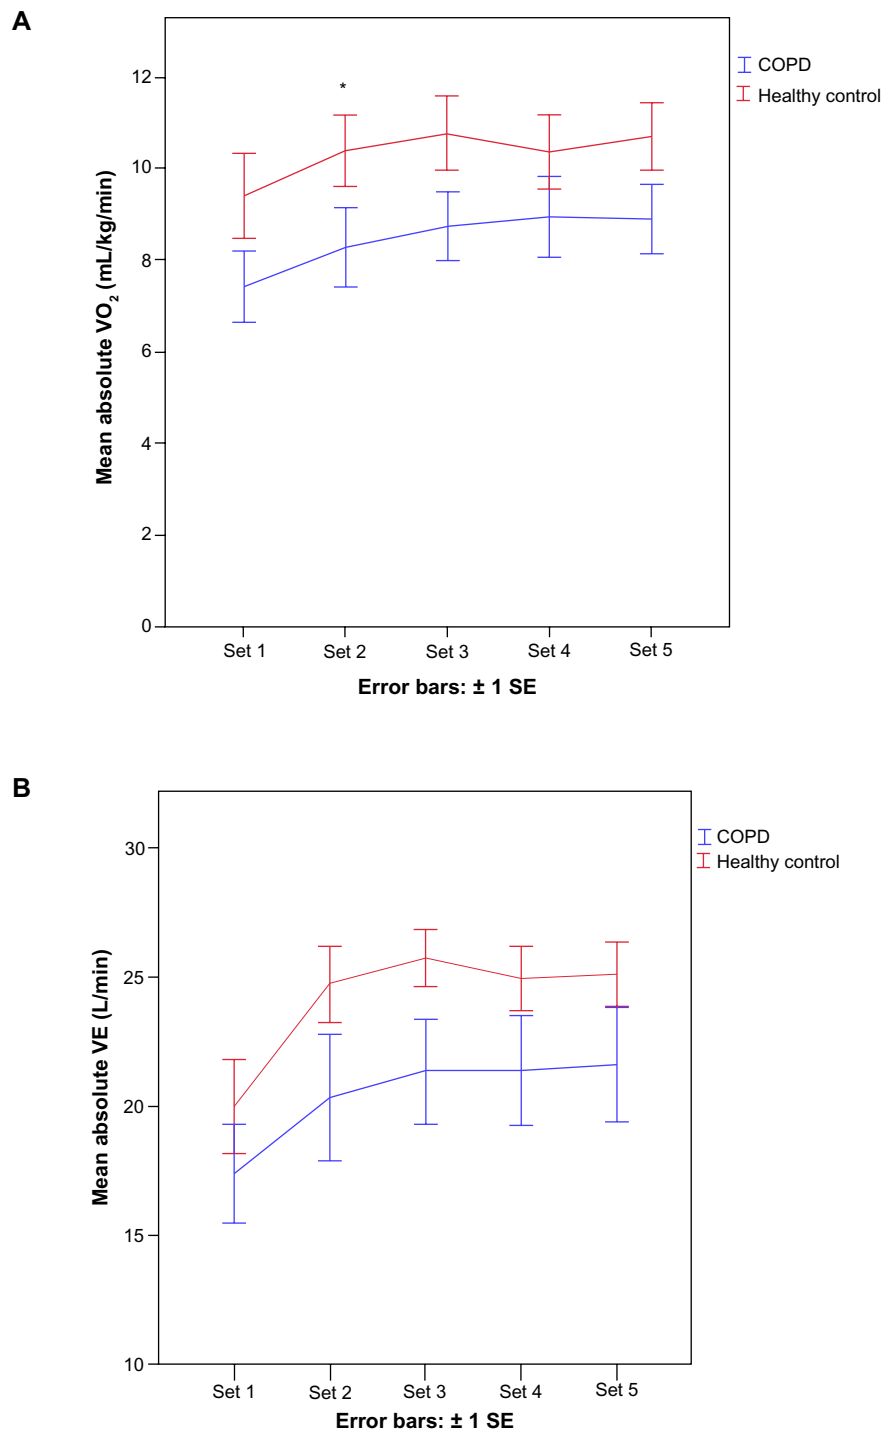 A
COPD
Healthy control
Mean absolute VO₂ (mL/kg/min)
12
10
8
6
4
2
0
*
Set 1 Set 2 Set 3 Set 4 Set 5
Error bars: ± 1 SE
B
COPD
Healthy control
Mean absolute VE (L/min)
30
25
20
15
10
Set 1 Set 2 Set 3 Set 4 Set 5
Error bars: ± 1 SE